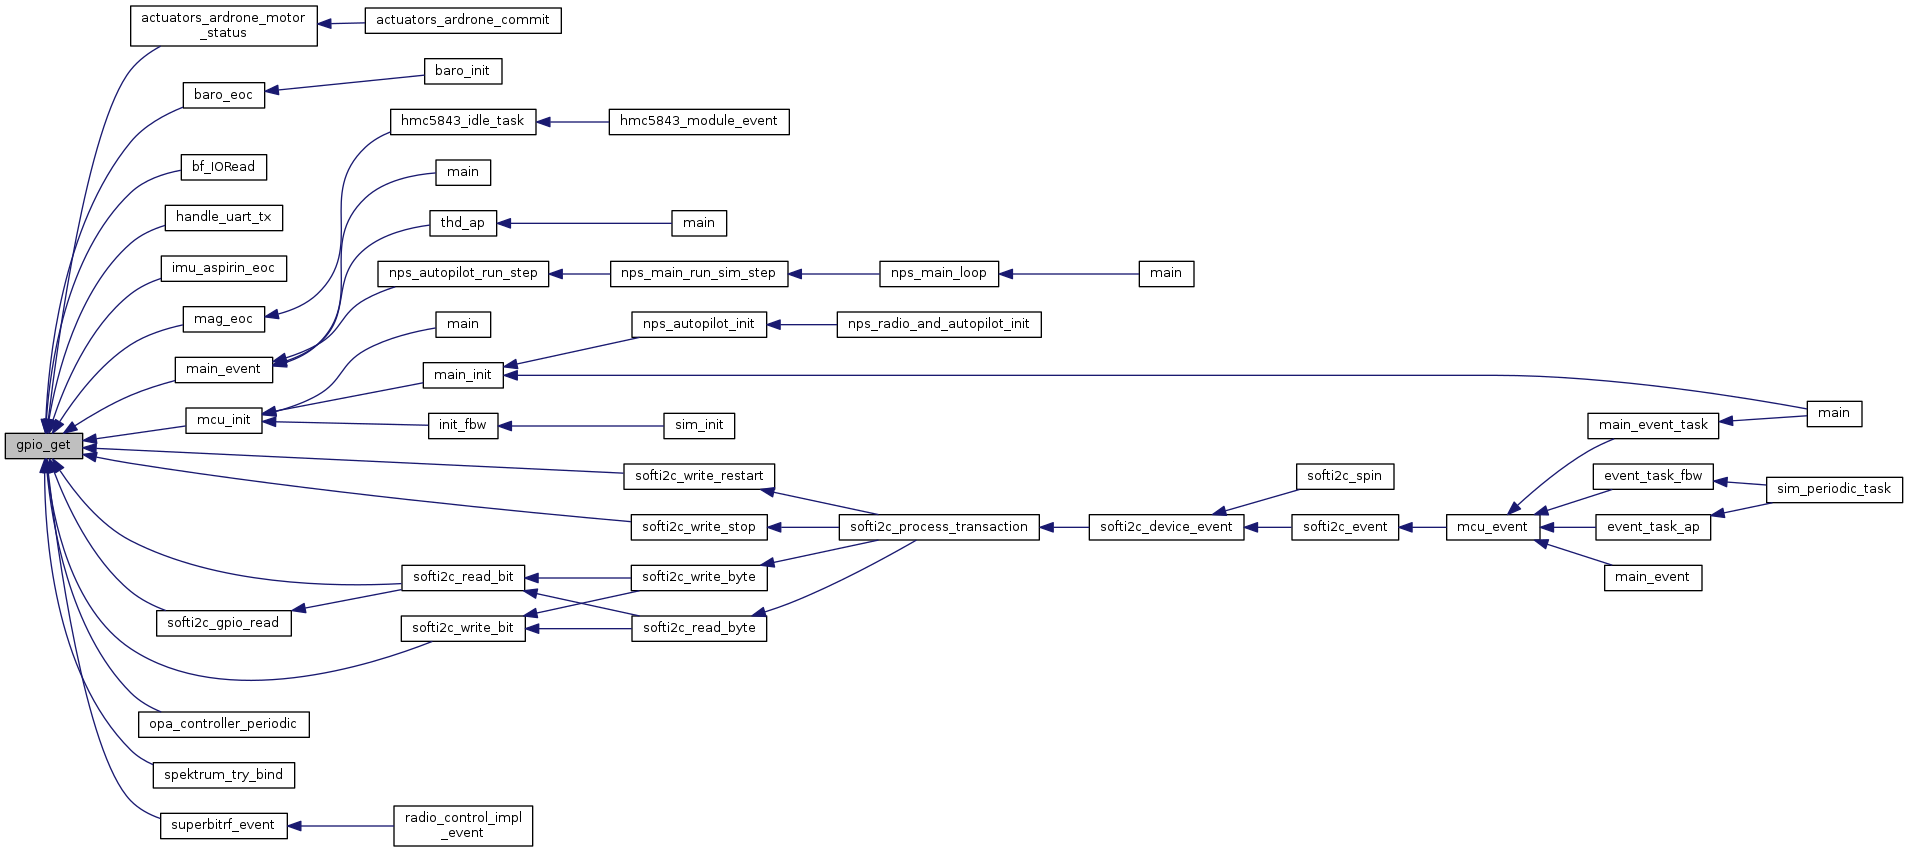 actuators_ardrone_motor
_status
actuators_ardrone_commit
baro_init
baro_eoc
hmc5843_idle_task
hmc5843_module_event
bf_IORead
main
handle_uart_tx
thd_ap
main
imu_aspirin_eoc
nps_autopilot_run_step
nps_main_run_sim_step
nps_main_loop
main
mag_eoc
main
nps_autopilot_init
nps_radio_and_autopilot_init
main_event
main_init
mcu_init
init_fbw
sim_init
main_event_task
main
gpio_get
softi2c_write_restart
softi2c_spin
event_task_fbw
sim_periodic_task
softi2c_write_stop
softi2c_process_transaction
softi2c_device_event
softi2c_event
mcu_event
event_task_ap
softi2c_read_bit
softi2c_write_byte
main_event
softi2c_gpio_read
softi2c_write_bit
softi2c_read_byte
opa_controller_periodic
spektrum_try_bind
superbitrf_event
radio_control_impl
_event